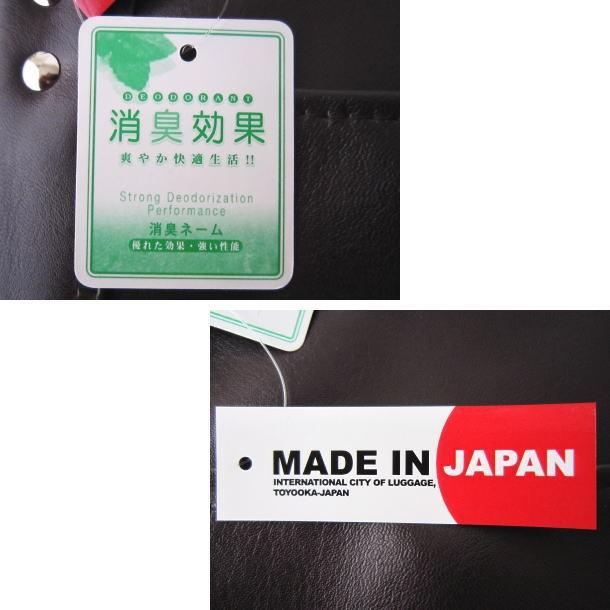 DEODORANT
消臭効果
爽やか快適生活!!
Strong Deodorization
Performance
消臭ネーム
優れた効果・強い性能
MADE IN JAPAN
INTERNATIONAL CITY OF LUGGAGE,
TOYOOKA-JAPAN